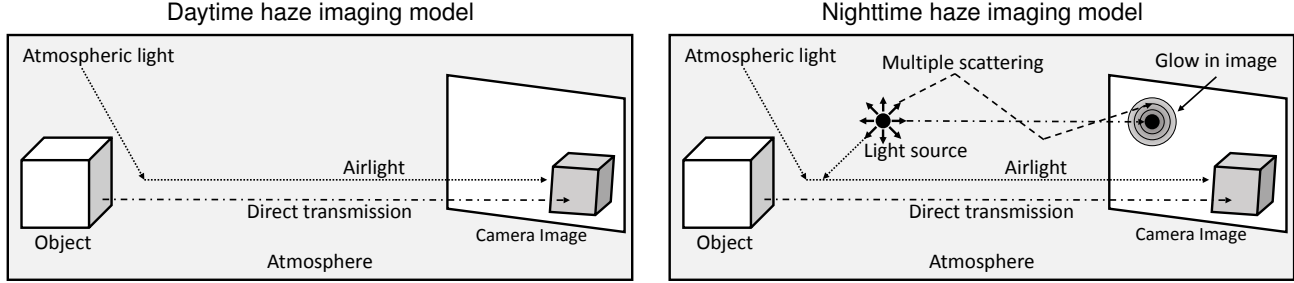 Daytime haze imaging model
Atmospheric light
Airlight
Direct transmission
Object
Camera Image
Atmosphere
Nighttime haze imaging model
Atmospheric light
Multiple scattering
Glow in image
Light source
Airlight
Direct transmission
Object
Camera Image
Atmosphere